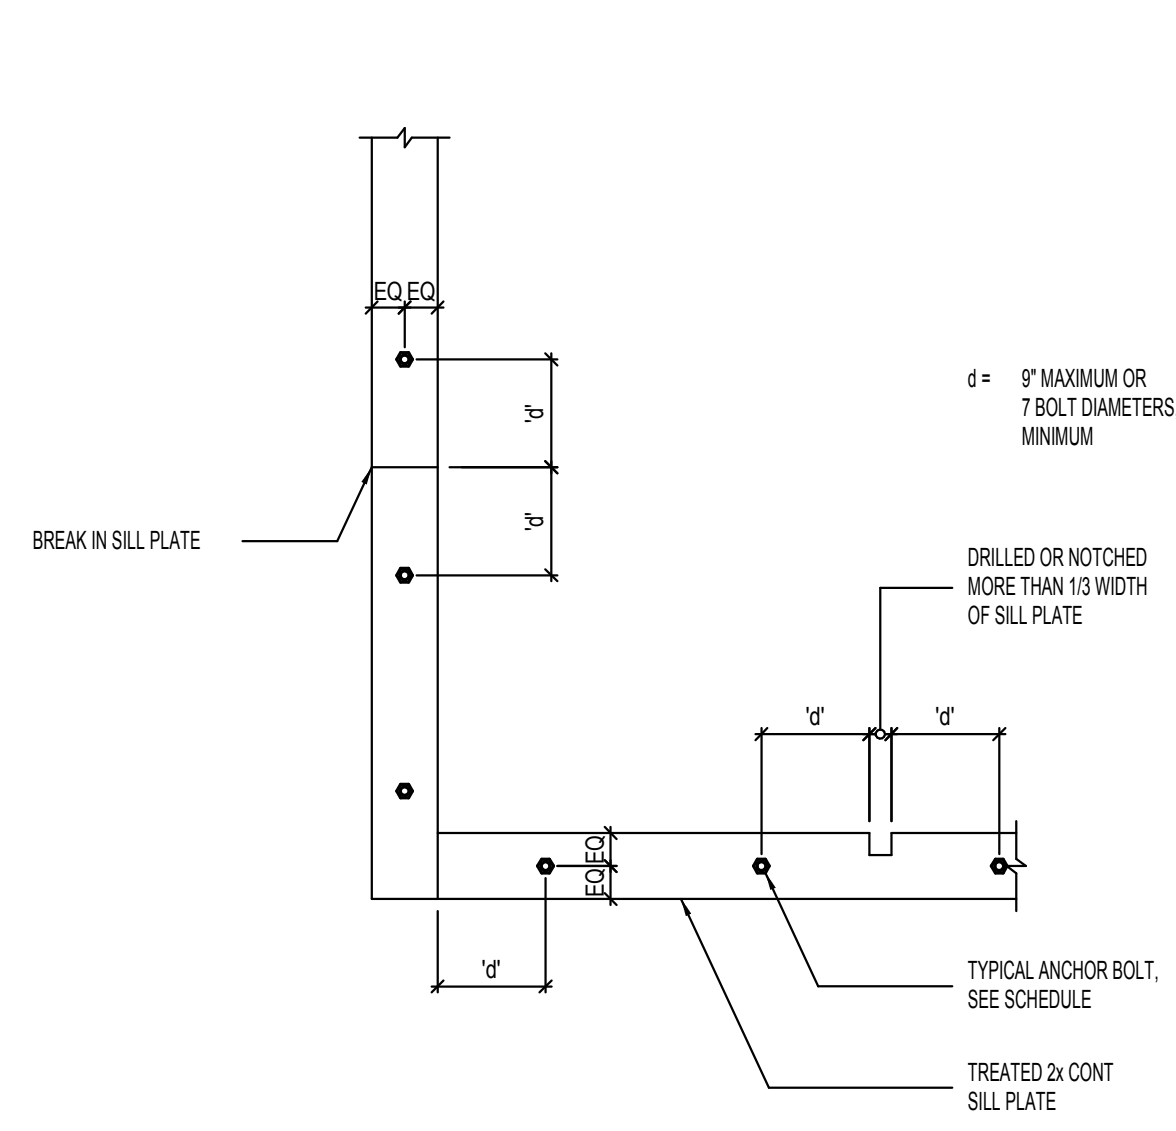 EQ EQ
'd'
'd'
d = 9" MAXIMUM OR
7 BOLT DIAMETERS
MINIMUM
BREAK IN SILL PLATE
DRILLED OR NOTCHED
MORE THAN 1/3 WIDTH
OF SILL PLATE
'd' 'd'
EQ EQ
'd'
TYPICAL ANCHOR BOLT,
SEE SCHEDULE
TREATED 2x CONT
SILL PLATE